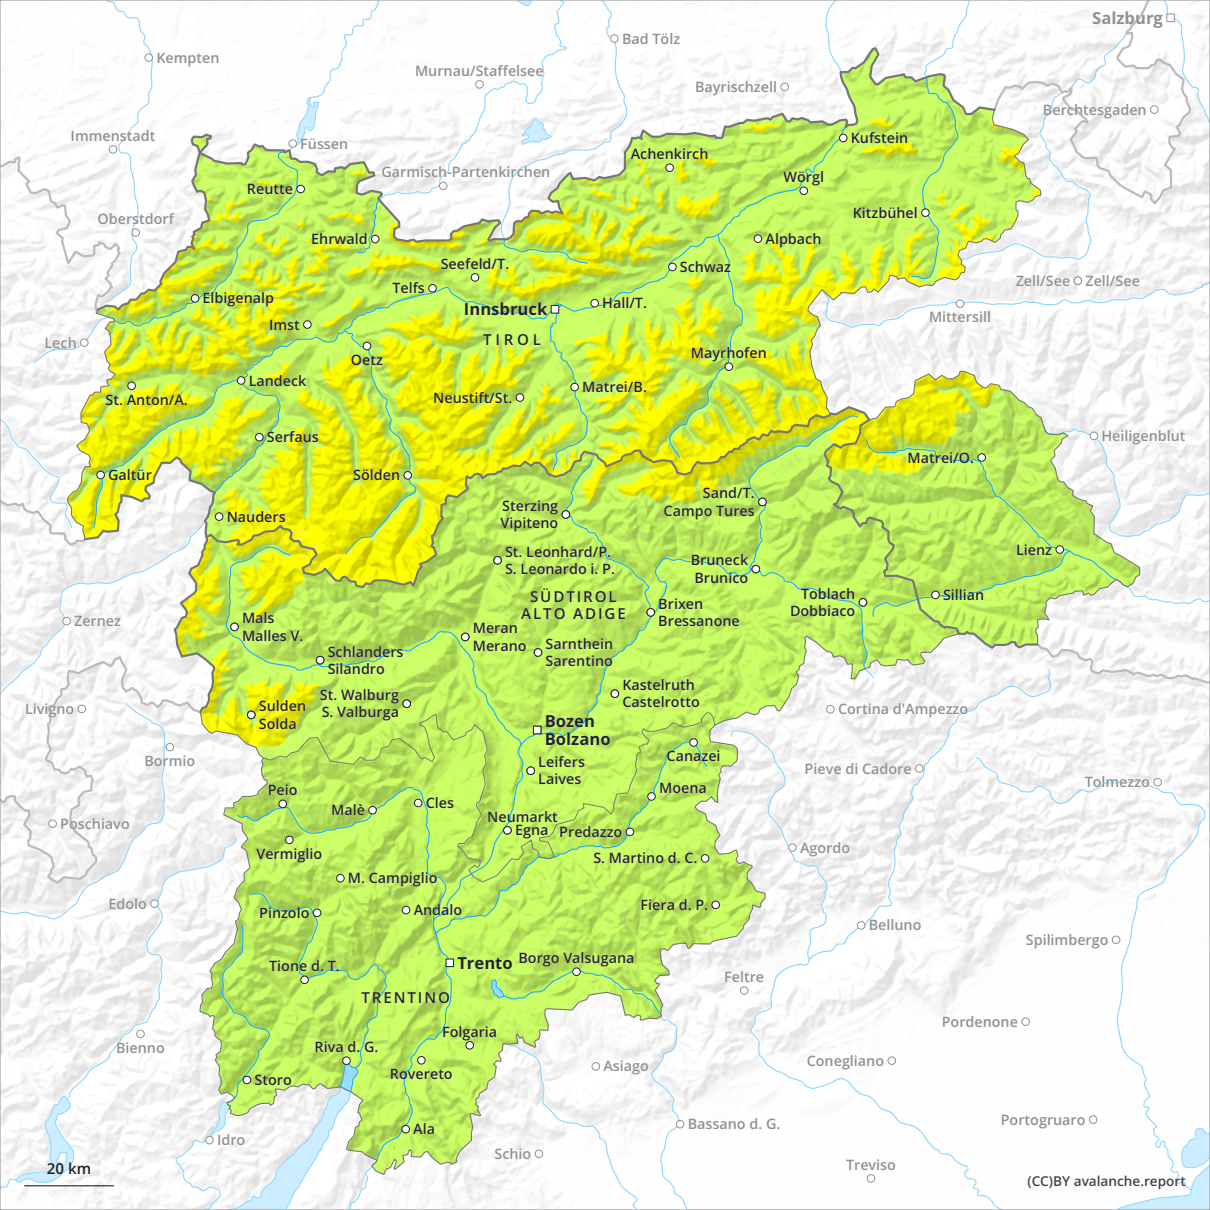 Salzburg
Kempten
Bad Tölz
Murnau/Staffelsee
Bayrischzell
Berchtesgaden
Immenstadt
Füssen
Kufstein
Achenkirch
Garmisch-Partenkirchen
Reutte
Wörgl
Oberstdorf
Kitzbühel
Ehrwald
Alpbach
Seefeld/T.
Schwaz
Zell/See
Zell/See
Telfs
Elbigenalp
Hall/T.
Innsbruck
Mittersill
Imst
TIROL
Lech
Oetz
Mayrhofen
Landeck
Matrei/B.
St. Anton/A.
Neustift/St.
Serfaus
Heiligenblut
Matrei/O.
Galtür
Sölden
Sand/T.
Campo Tures
Sterzing
Vipiteno
Nauders
Lienz
St. Leonhard/P.
S. Leonardo i. P.
Bruneck
Brunico
SÜDTIROL
ALTO ADIGE
Toblach
Dobbiaco
Sillian
Brixen
Bressanone
Zernez
Mals
Malles V.
Meran
Merano
Sarnthein
Sarentino
Schlanders
Silandro
Kastelruth
Castelrotto
St. Walburg
S. Valburga
Sulden
Solda
Livigno
Cortina d'Ampezzo
Bozen
Bolzano
Canazei
Bormio
Leifers
Laives
Pieve di Cadore
Tolmezzo
Peio
Moena
Malè
Cles
Neumarkt
Egna
Predazzo
Poschiavo
Vermiglio
S. Martino d. C.
Agordo
M. Campiglio
Edolo
Pinzolo
Andalo
Fiera d. P.
Belluno
Spilimbergo
Trento
Borgo Valsugana
Tione d. T.
Feltre
TRENTINO
Pordenone
Folgaria
Bienno
Riva d. G.
Conegliano
Asiago
Rovereto
Storo
Portogruaro
Bassano d. G.
Ala
Idro
Schio
Treviso
20 km
(CC)BY avalanche.report